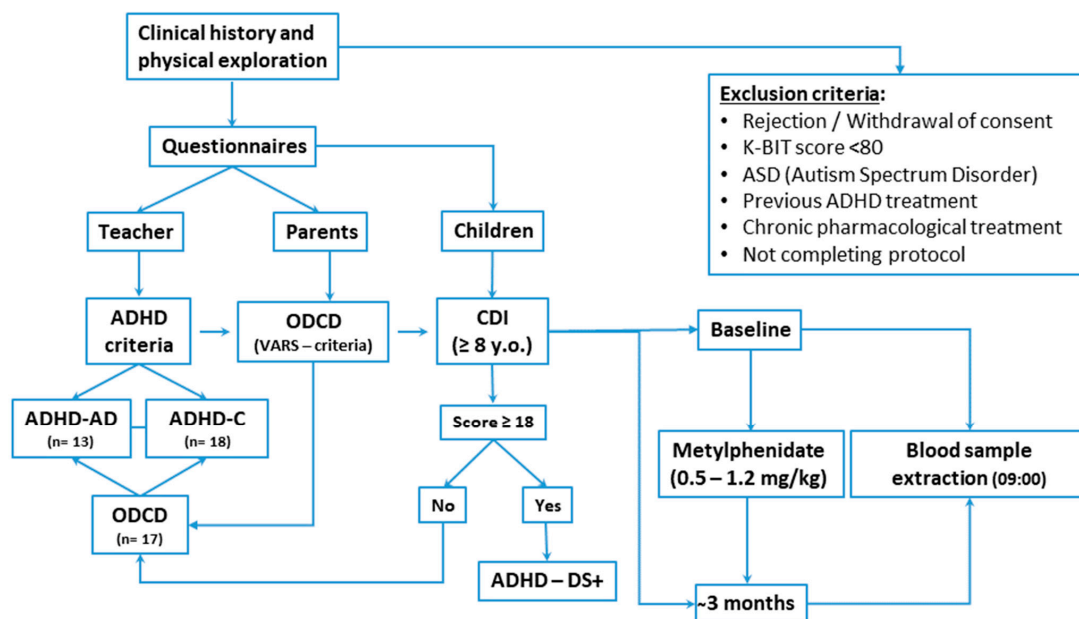 Clinical history and
physical exploration
Exclusion criteria:
• Rejection / Withdrawal of consent
• K-BIT score <80
• ASD (Autism Spectrum Disorder)
• Previous ADHD treatment
• Chronic pharmacological treatment
• Not completing protocol
Questionnaires
Teacher
Parents
Children
ADHD
criteria
ODCD
(VARS – criteria)
CDI
(≥ 8 y.o.)
Baseline
ADHD-AD
(n= 13)
ADHD-C
(n= 18)
Score ≥ 18
Metylphenidate
(0.5 – 1.2 mg/kg)
Blood sample
extraction (09:00)
ODCD
(n= 17)
No
Yes
ADHD – DS+
~3 months